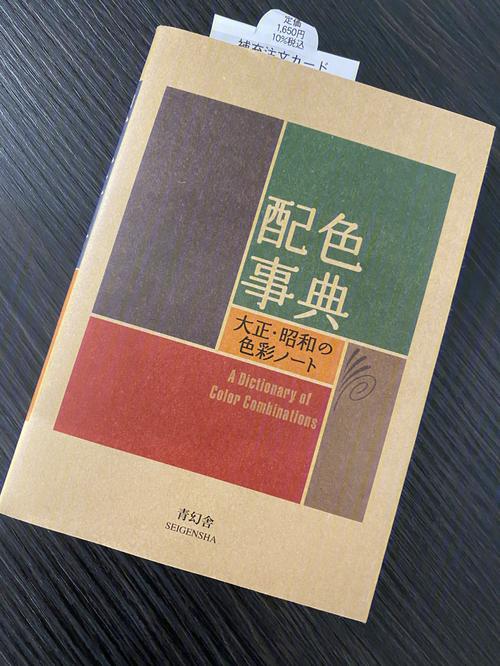 定価
1,650円
10%税込
補充注文カード
配色
事典
大正・昭和の
色彩ノート
A Dictionary of
Color Combinations
青幻舎
SEIGENSHA